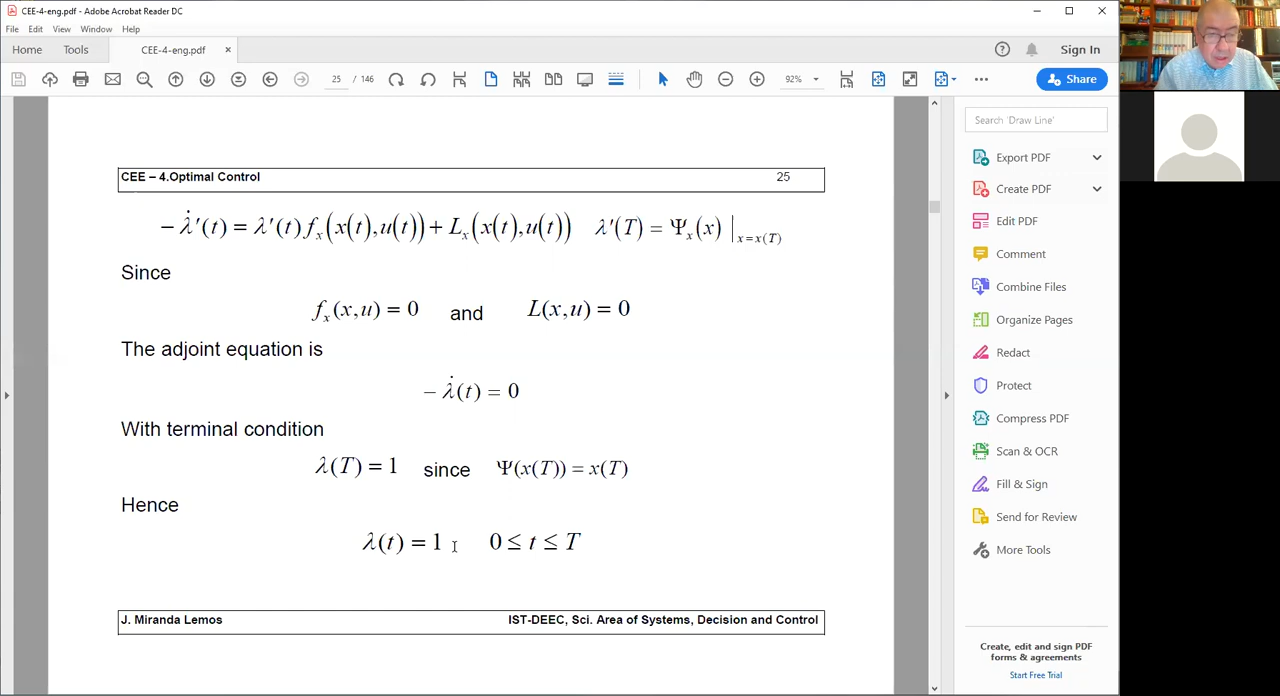 CEE-4-eng.pdf - Adobe Acrobat Reader DC
File Edit View Window Help
Home Tools CEE-4-eng.pdf × Sign In
25 / 146 92% Share
CEE – 4.Optimal Control 25
− λ̇'(t) = λ'(t) fₓ(x(t),u(t)) + Lₓ(x(t),u(t)) λ'(T) = Ψₓ(x) |ₓ₌ₓ(T)
Since
fₓ(x,u) = 0 and L(x,u) = 0
The adjoint equation is
− λ̇(t) = 0
With terminal condition
λ(T) = 1 since Ψ(x(T)) = x(T)
Hence
λ(t) = 1 0 ≤ t ≤ T
J. Miranda Lemos IST-DEEC, Sci. Area of Systems, Decision and Control
Search 'Draw Line'
Export PDF
Create PDF
Edit PDF
Comment
Combine Files
Organize Pages
Redact
Protect
Compress PDF
Scan & OCR
Fill & Sign
Send for Review
More Tools
Create, edit and sign PDF
forms & agreements
Start Free Trial